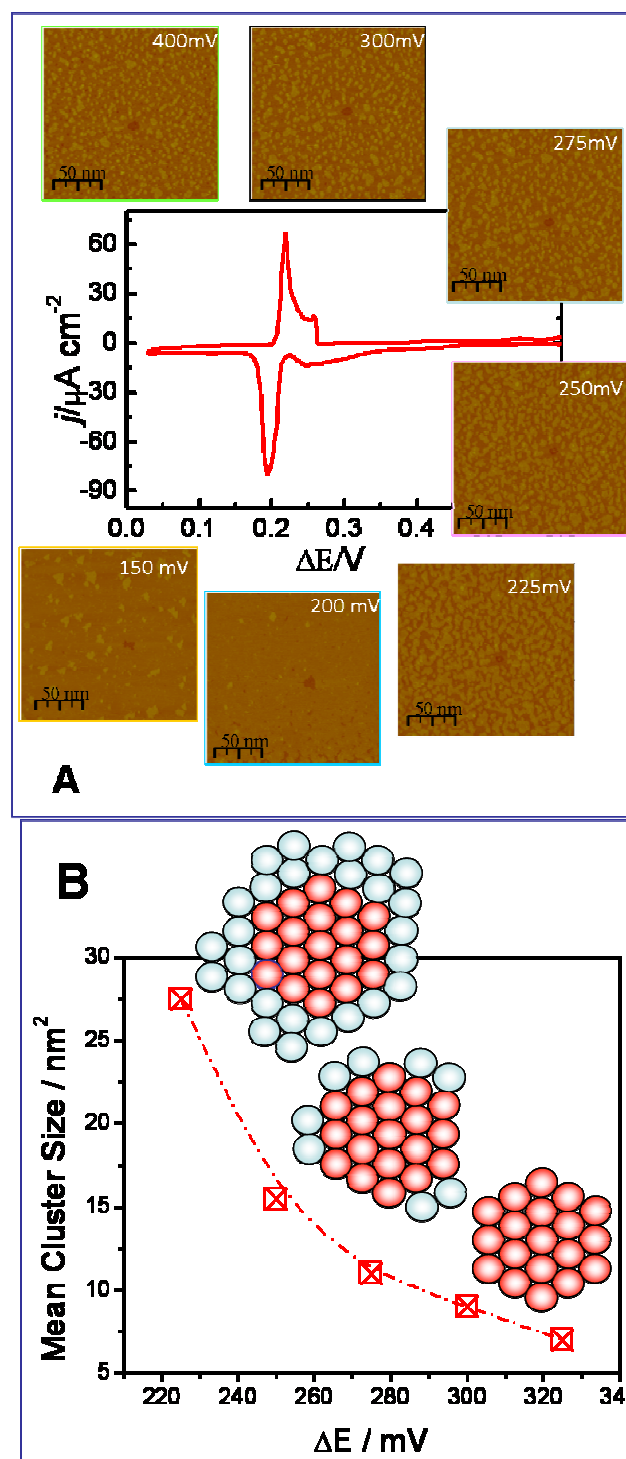 400mV
300mV
50 nm
50 nm
275mV
50 nm
60
30
0
-30
-60
-90
j/μA cm-2
0.0 0.1 0.2 0.3 0.4
ΔE/V
250mV
50 nm
150 mV
50 nm
200 mV
50 nm
225mV
50 nm
A
B
30
25
20
15
10
5
Mean Cluster Size / nm2
220 240 260 280 300 320 34
ΔE / mV